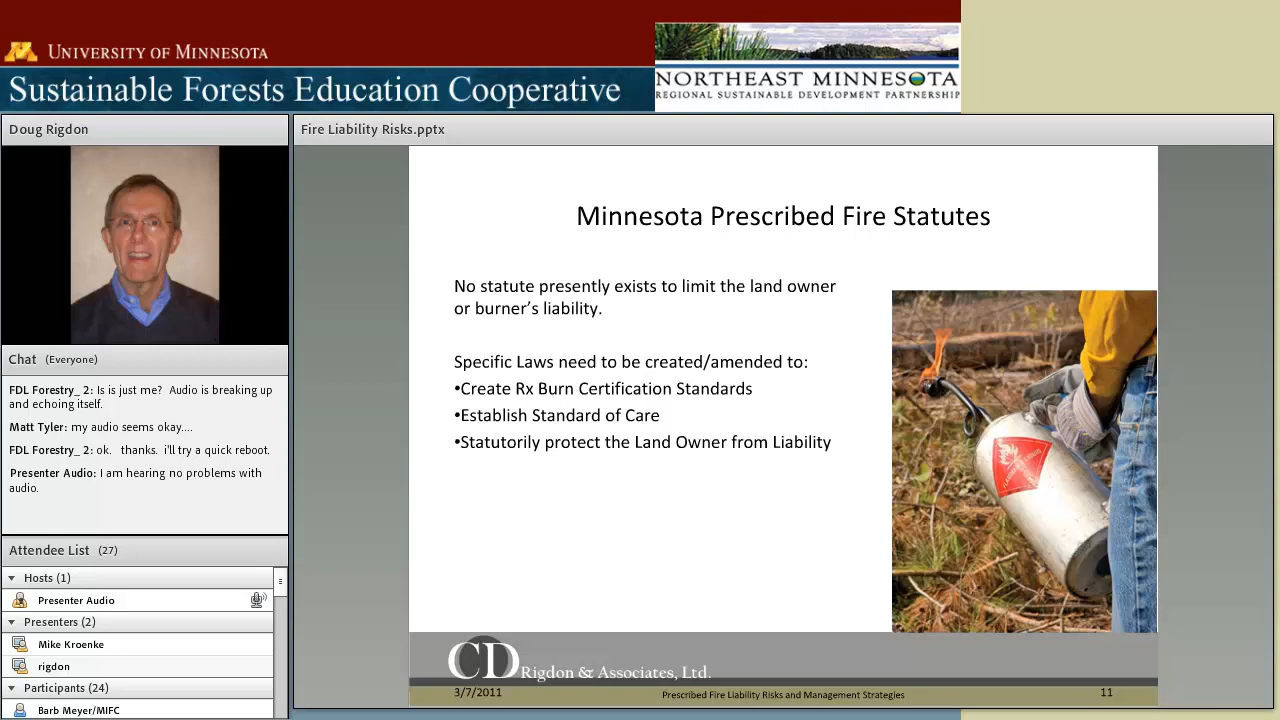 UNIVERSITY OF MINNESOTA
Sustainable Forests Education Cooperative
NORTHEAST MINNESOTA
REGIONAL SUSTAINABLE DEVELOPMENT PARTNERSHIP
Doug Rigdon
Chat (Everyone)
FDL Forestry_ 2: Is is just me? Audio is breaking up
and echoing itself.
Matt Tyler: my audio seems okay....
FDL Forestry_ 2: ok. thanks. i'll try a quick reboot.
Presenter Audio: I am hearing no problems with
audio.
Attendee List (27)
Hosts (1)
Presenter Audio
Presenters (2)
Mike Kroenke
rigdon
Participants (24)
Barb Meyer/MIFC
Fire Liability Risks.pptx
Minnesota Prescribed Fire Statutes
No statute presently exists to limit the land owner
or burner’s liability.
Specific Laws need to be created/amended to:
•Create Rx Burn Certification Standards
•Establish Standard of Care
•Statutorily protect the Land Owner from Liability
CD Rigdon & Associates, Ltd.
3/7/2011
Prescribed Fire Liability Risks and Management Strategies
11